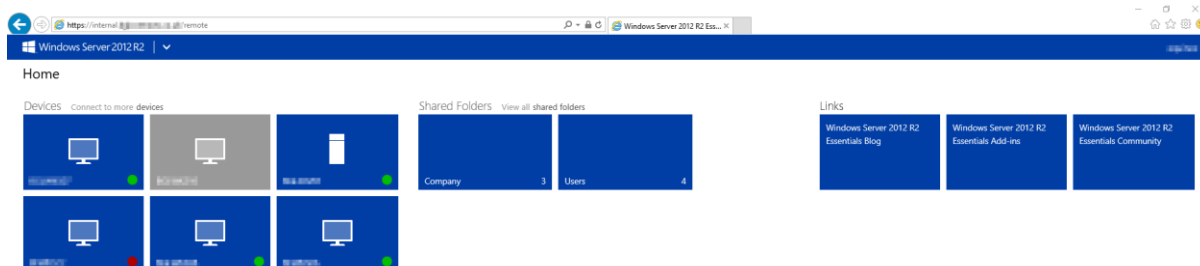 https://internal /remote
Windows Server 2012 R2 Ess...
Windows Server 2012 R2
Home
Devices Connect to more devices
Shared Folders View all shared folders
Company 3
Users 4
Links
Windows Server 2012 R2
Essentials Blog
Windows Server 2012 R2
Essentials Add-ins
Windows Server 2012 R2
Essentials Community